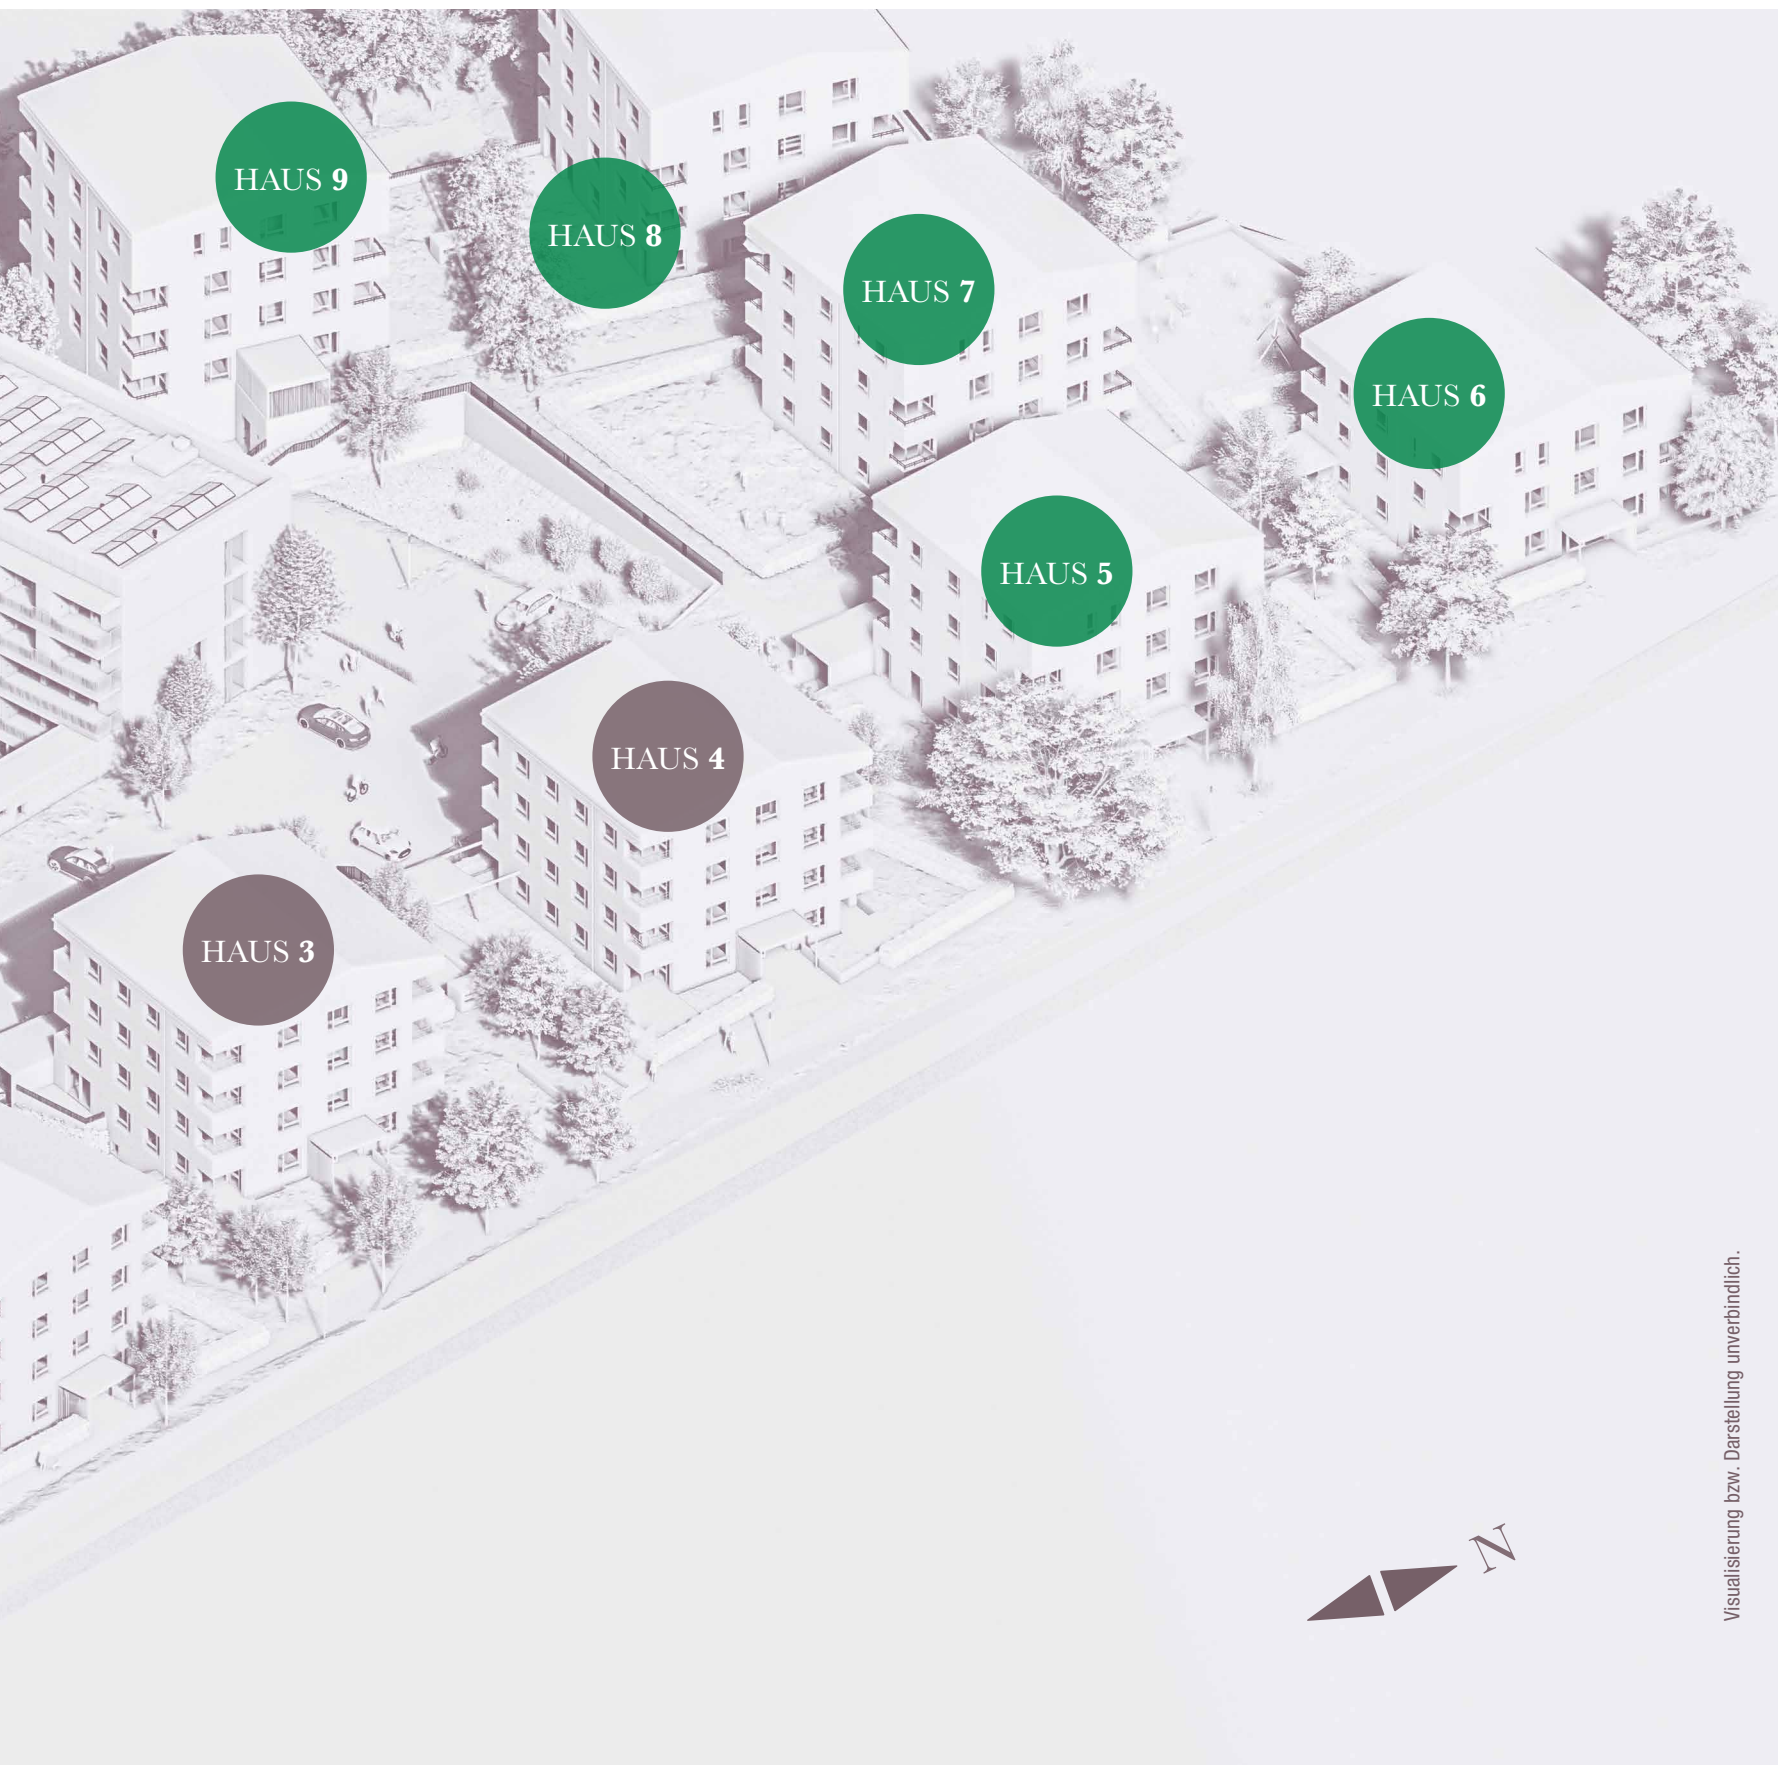 HAUS 9
HAUS 8
HAUS 7
HAUS 6
HAUS 5
HAUS 4
HAUS 3
N
Visualisierung bzw. Darstellung unverbindlich.